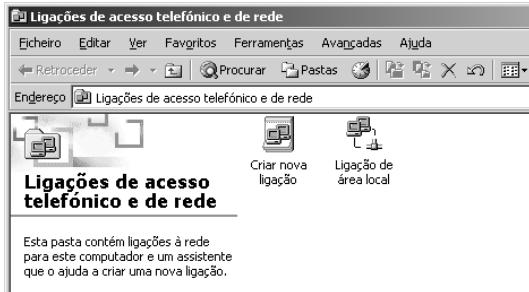 Ligações de acesso telefónico e de rede
Ficheiro Editar Ver Favoritos Ferramentas Avançadas Ajuda
Retroceder Procurar Pastas
Endereço Ligações de acesso telefónico e de rede
Ligações de acesso
telefónico e de rede
Esta pasta contém ligações à rede
para este computador e um assistente
que o ajuda a criar uma nova ligação.
Criar nova
ligação
Ligação de
área local